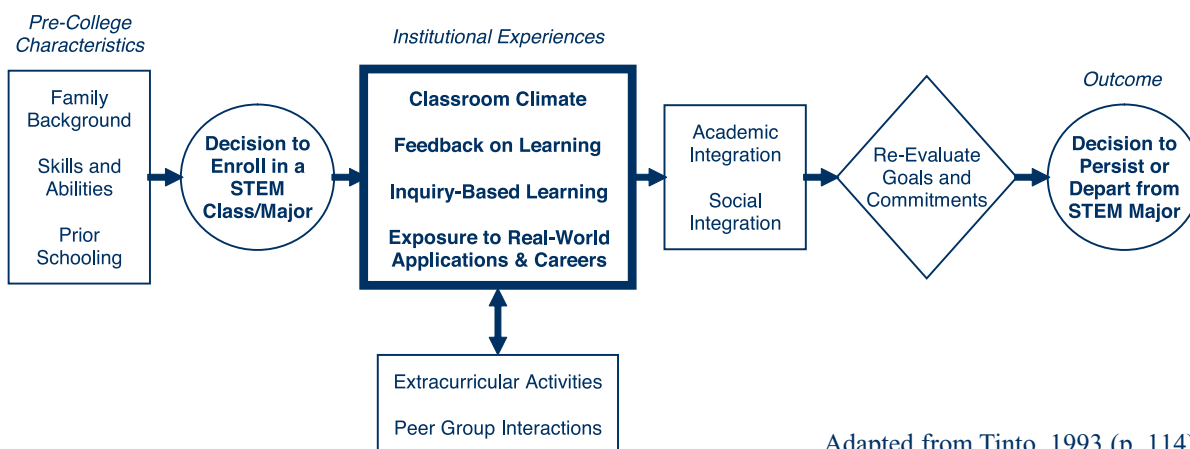 Pre-College
Characteristics
Family
Background
Skills and
Abilities
Prior
Schooling
Decision to
Enroll in a
STEM
Class/Major
Institutional Experiences
Classroom Climate
Feedback on Learning
Inquiry-Based Learning
Exposure to Real-World
Applications & Careers
Extracurricular Activities
Peer Group Interactions
Academic
Integration
Social
Integration
Re-Evaluate
Goals and
Commitments
Outcome
Decision to
Persist or
Depart from
STEM Major
Adapted from Tinto, 1993 (p. 114)